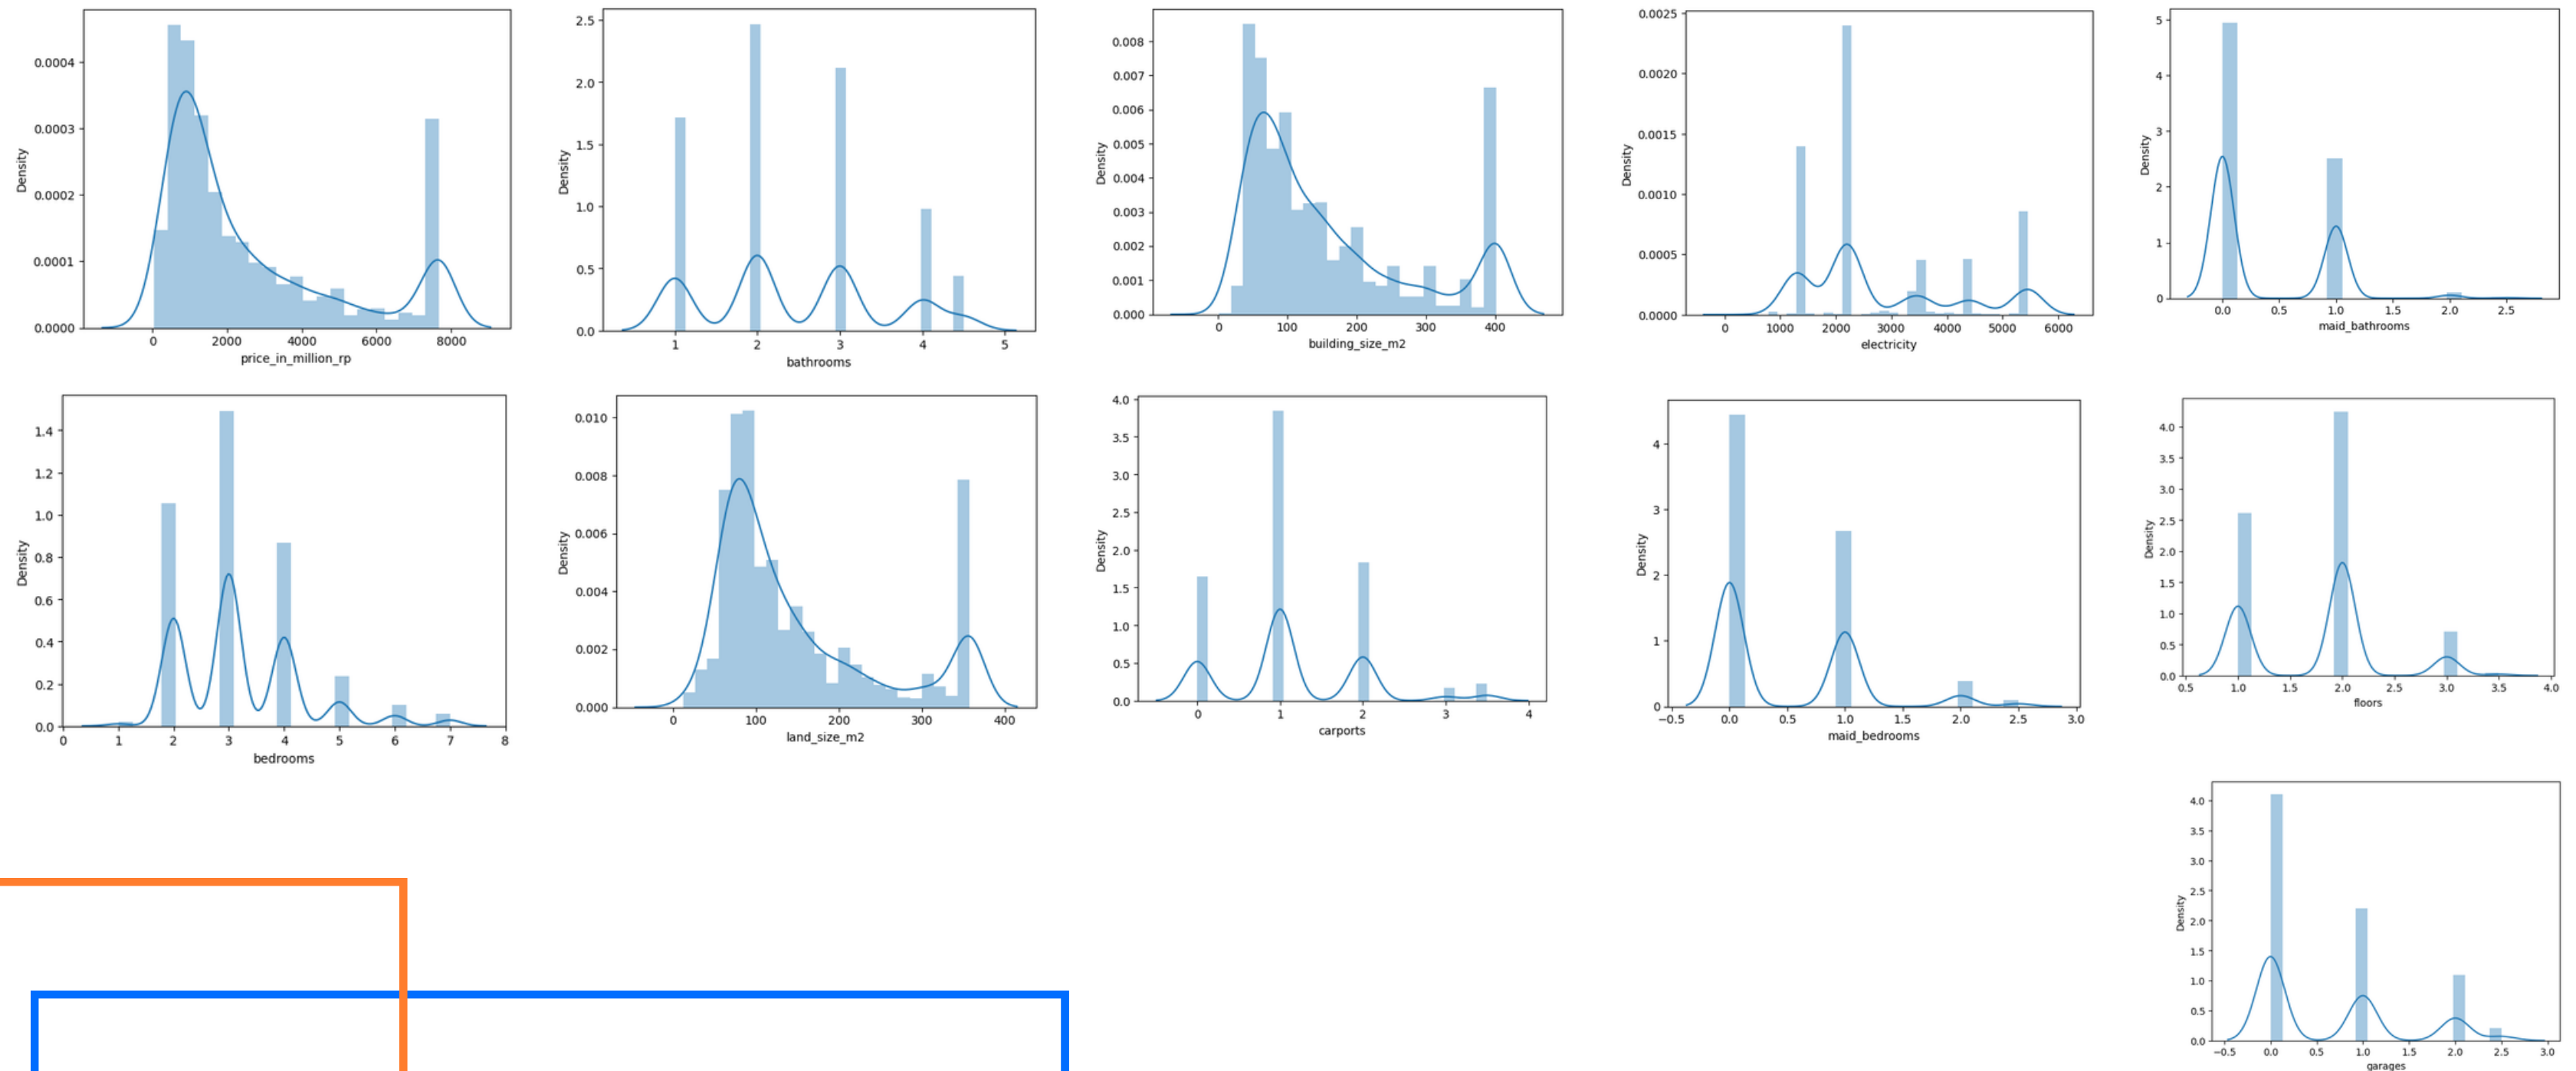 Density
0.0004
0.0003
0.0002
0.0001
0.0000
0 2000 4000 6000 8000
price_in_million_rp
Density
2.5
2.0
1.5
1.0
0.5
0.0
1 2 3 4 5
bathrooms
Density
0.008
0.007
0.006
0.005
0.004
0.003
0.002
0.001
0.000
0 100 200 300 400
building_size_m2
Density
0.0025
0.0020
0.0015
0.0010
0.0005
0.0000
0 1000 2000 3000 4000 5000 6000
electricity
Density
5
4
3
2
1
0
0.0 0.5 1.0 1.5 2.0 2.5
maid_bathrooms
Density
1.4
1.2
1.0
0.8
0.6
0.4
0.2
0.0
0 1 2 3 4 5 6 7 8
bedrooms
Density
0.010
0.008
0.006
0.004
0.002
0.000
0 100 200 300 400
land_size_m2
Density
4.0
3.5
3.0
2.5
2.0
1.5
1.0
0.5
0.0
0 1 2 3 4
carports
Density
4
3
2
1
0
−0.5 0.0 0.5 1.0 1.5 2.0 2.5 3.0
maid_bedrooms
Density
4.0
3.5
3.0
2.5
2.0
1.5
1.0
0.5
0.0
0.5 1.0 1.5 2.0 2.5 3.0 3.5 4.0
floors
Density
4.0
3.5
3.0
2.5
2.0
1.5
1.0
0.5
0.0
−0.5 0.0 0.5 1.0 1.5 2.0 2.5 3.0
garages